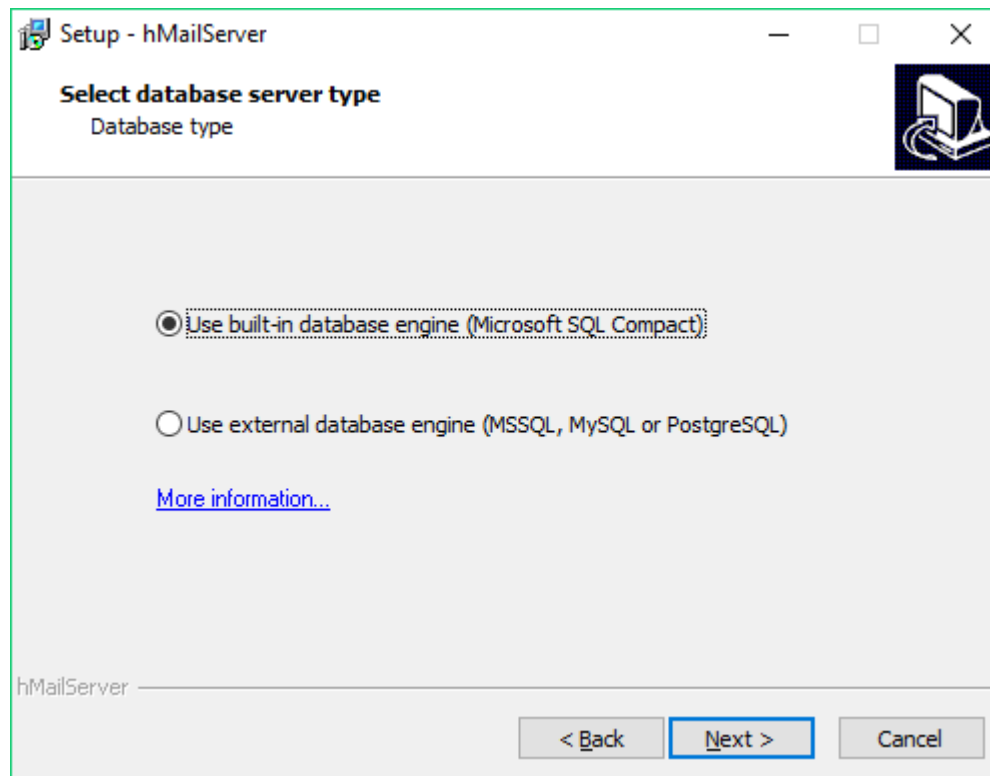 Setup - hMailServer
Select database server type
Database type
Use built-in database engine (Microsoft SQL Compact)
Use external database engine (MSSQL, MySQL or PostgreSQL)
More information...
hMailServer
< Back
Next >
Cancel